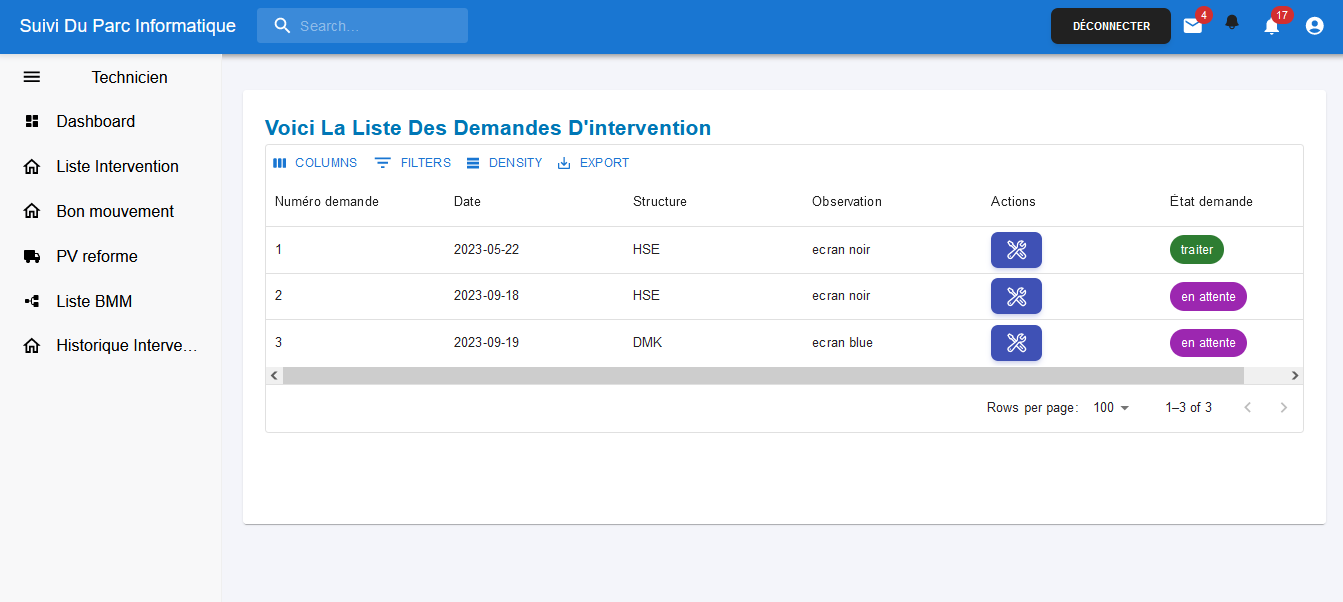 Suivi Du Parc Informatique
Search…
DÉCONNECTER
4
17
Technicien
Dashboard
Liste Intervention
Bon mouvement
PV reforme
Liste BMM
Historique Interve…
Voici La Liste Des Demandes D'intervention
COLUMNS FILTERS DENSITY EXPORT
Numéro demande Date Structure Observation Actions État demande
1 2023-05-22 HSE ecran noir traiter
2 2023-09-18 HSE ecran noir en attente
3 2023-09-19 DMK ecran blue en attente
Rows per page: 100 1–3 of 3